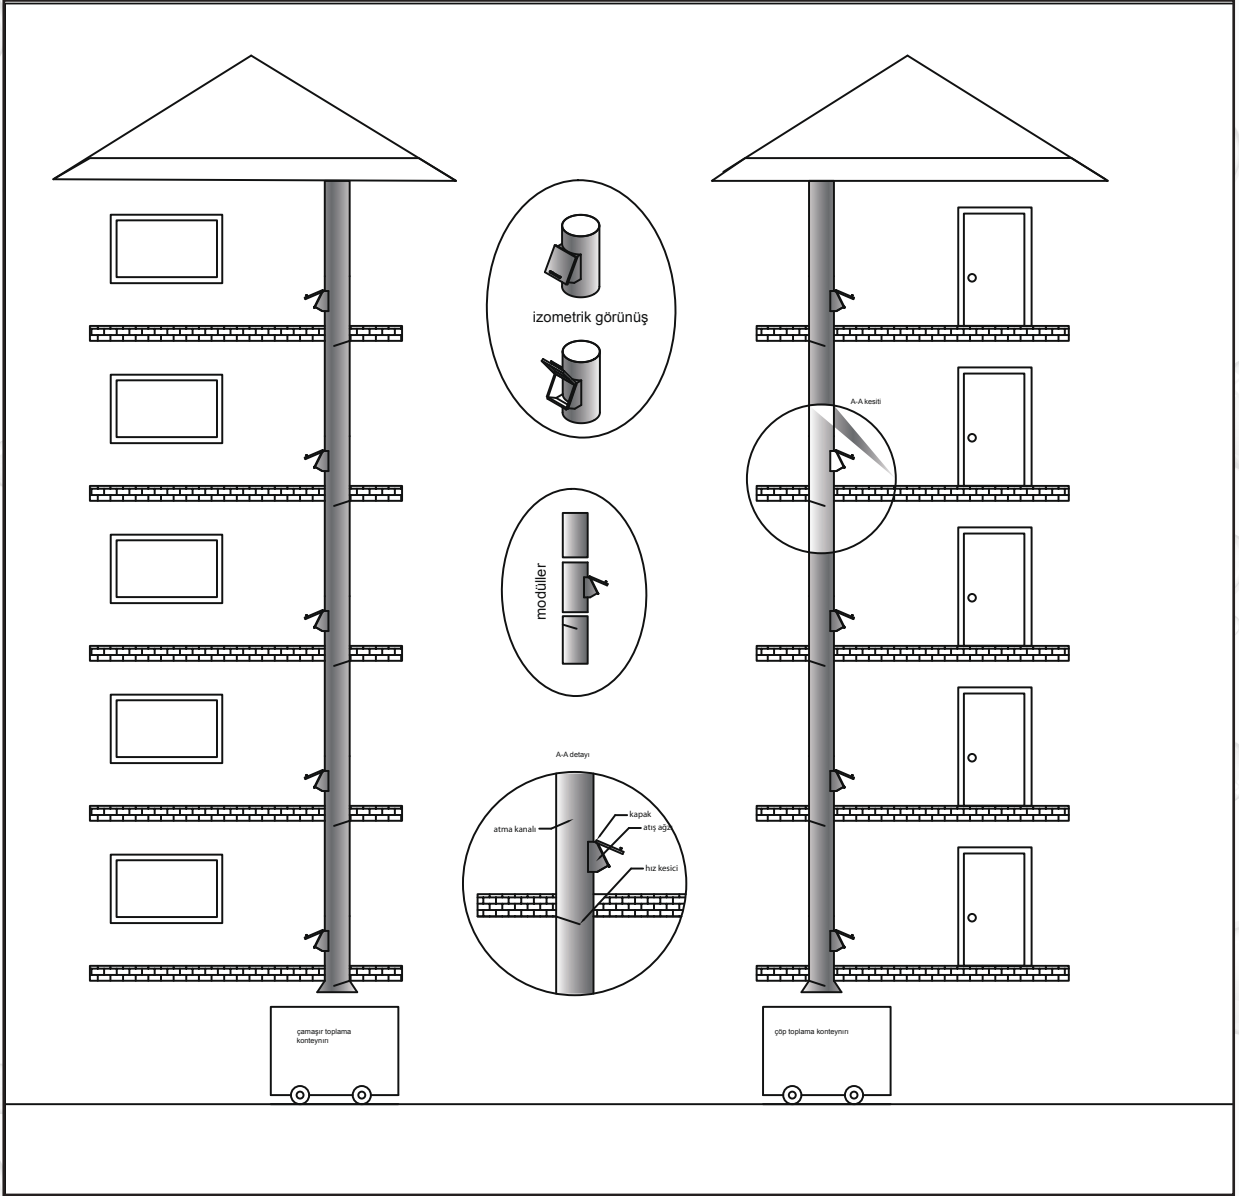 izometrik görünüş
A-A kesiti
modüller
A-A detayı
kapak
atma kanalı
atış ağzı
hız kesici
çamaşır toplama
konteynın
çöp toplama konteynın